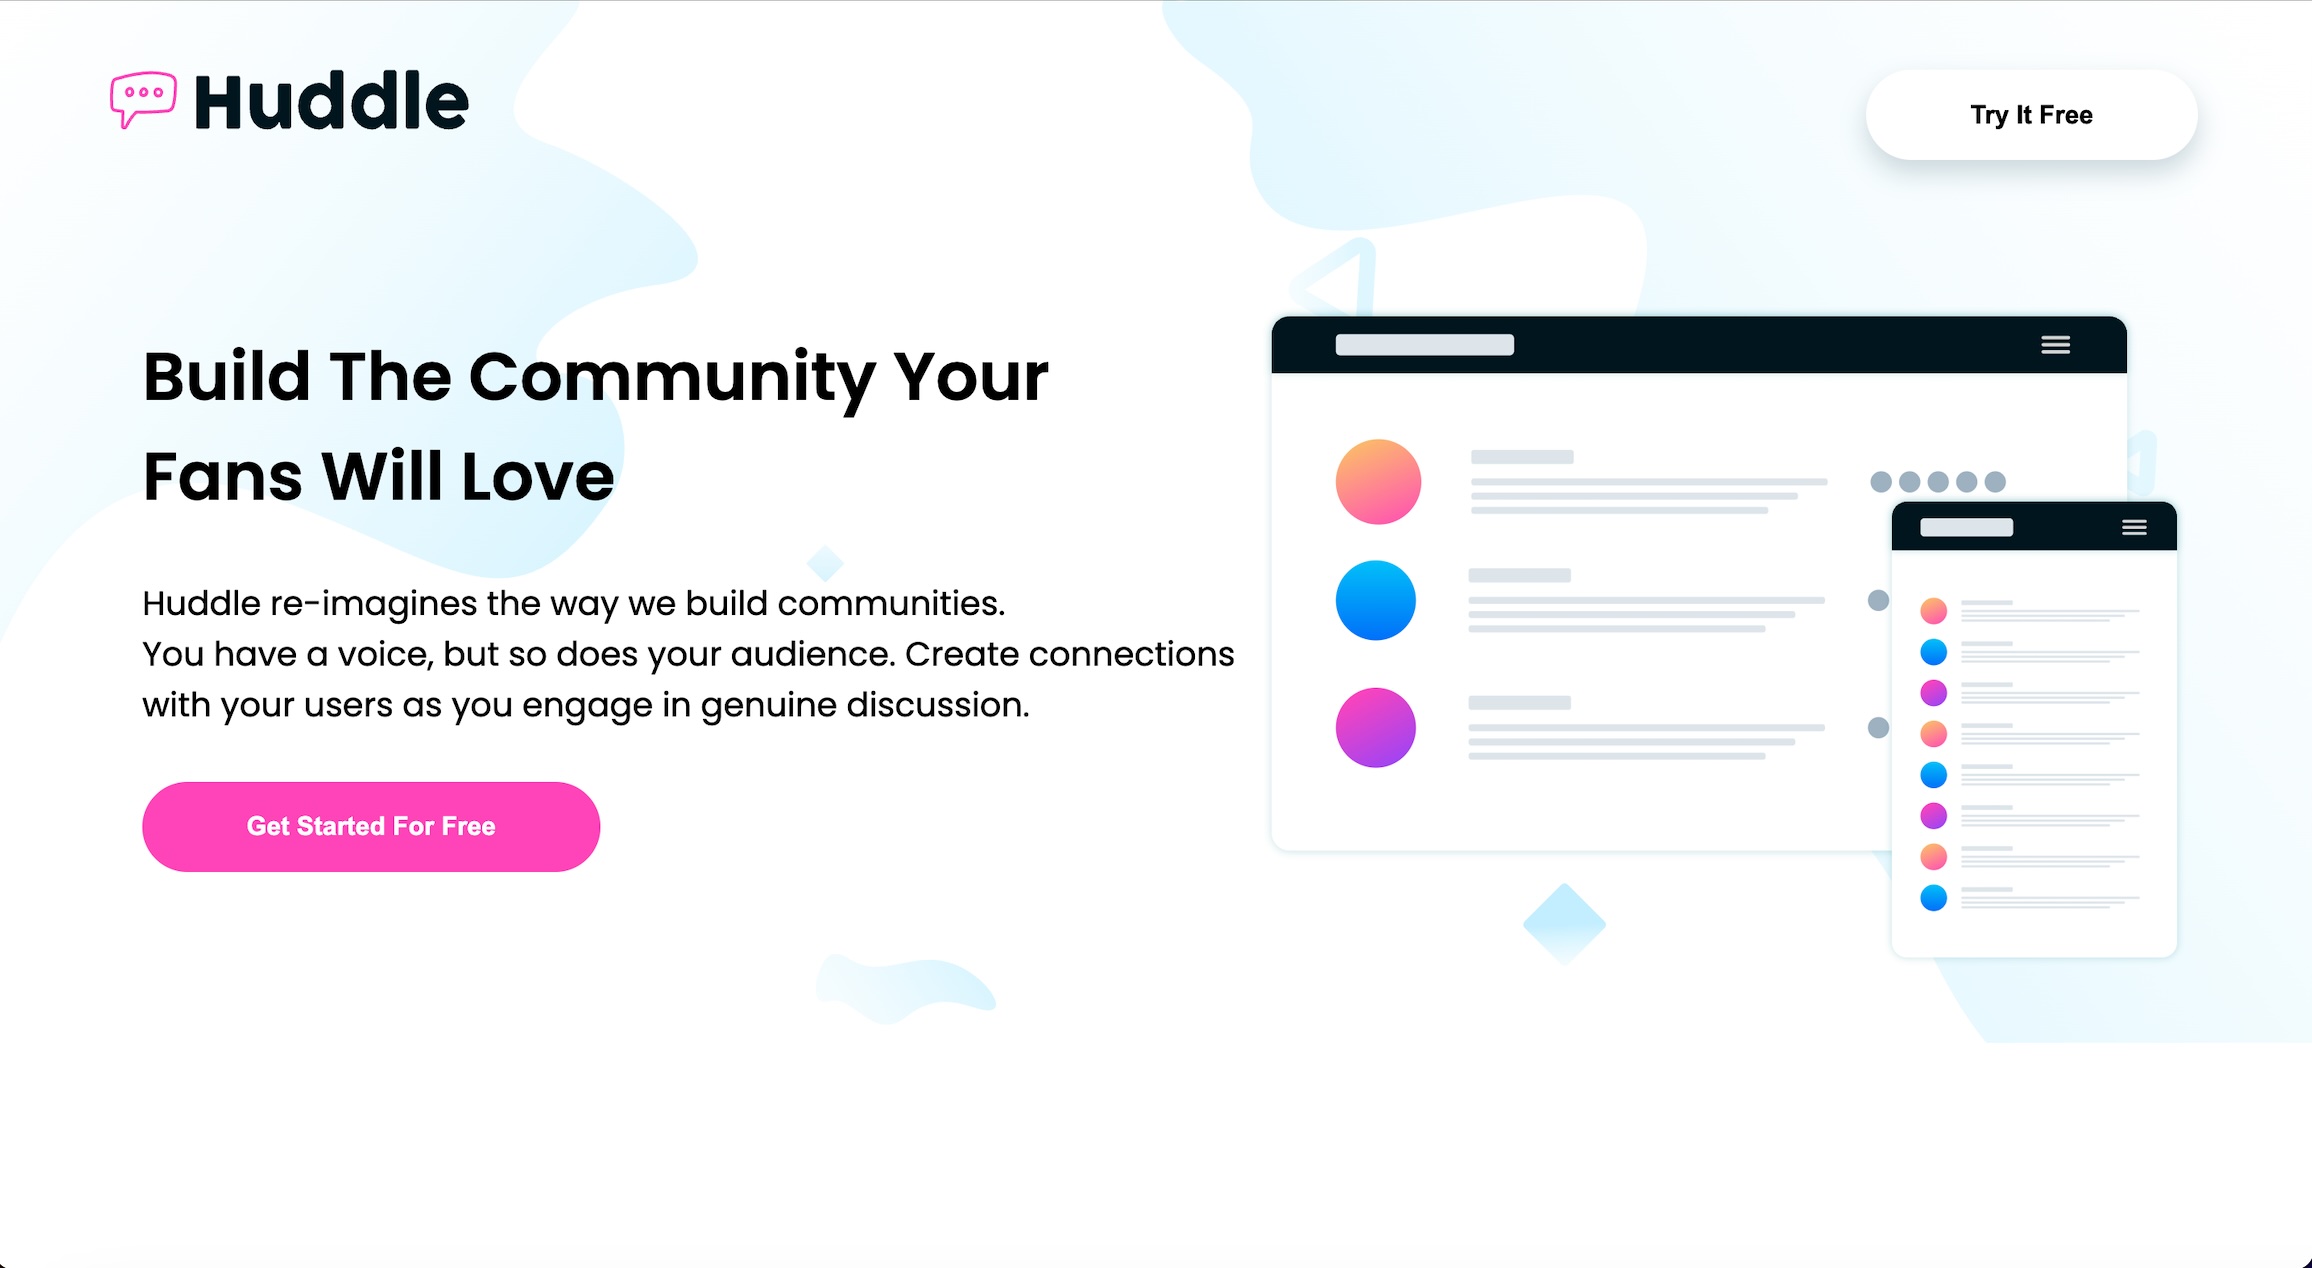 Huddle
Try It Free
Build The Community Your
Fans Will Love
Huddle re-imagines the way we build communities.
You have a voice, but so does your audience. Create connections
with your users as you engage in genuine discussion.
Get Started For Free